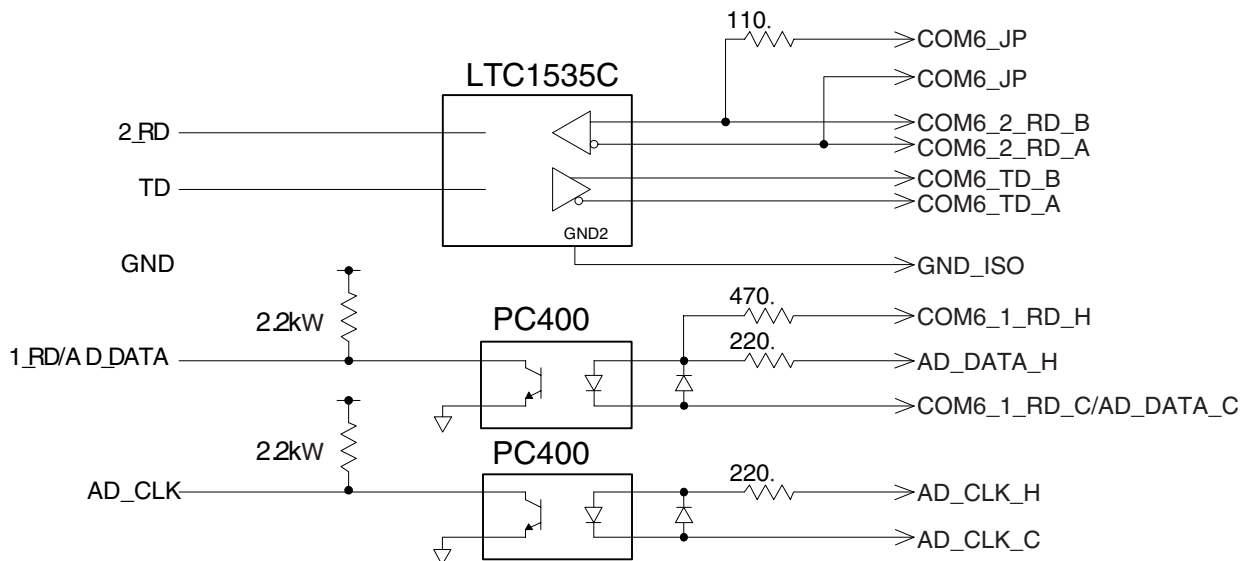 110.
COM6_JP
LTC1535C
COM6_JP
2_RD
COM6_2_RD_B
COM6_2_RD_A
TD
COM6_TD_B
COM6_TD_A
GND2
GND
GND_ISO
470.
2.2kW
PC400
COM6_1_RD_H
220.
1_RD/AD_DATA
AD_DATA_H
COM6_1_RD_C/AD_DATA_C
2.2kW
PC400
220.
AD_CLK
AD_CLK_H
AD_CLK_C